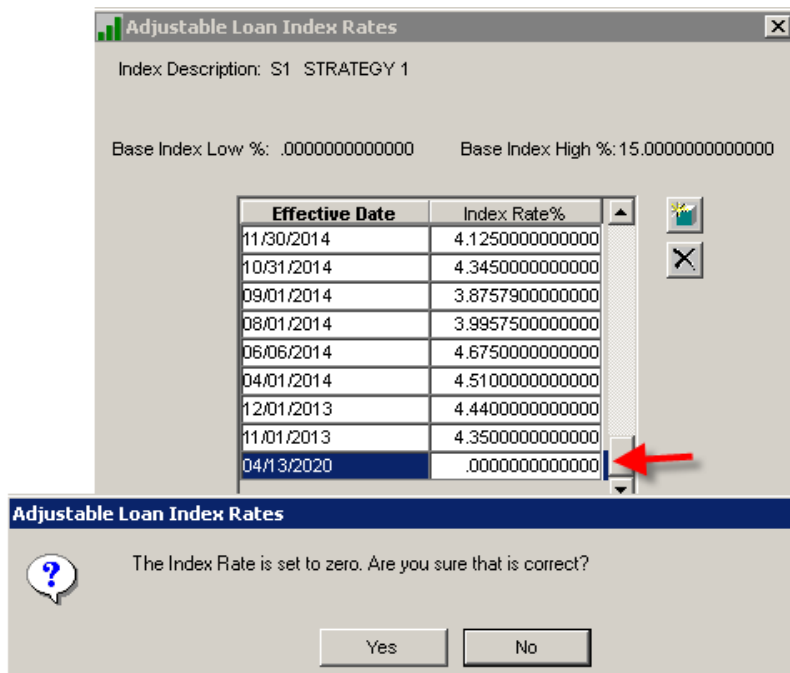 Adjustable Loan Index Rates
Index Description: S1 STRATEGY 1
Base Index Low %: .0000000000000 Base Index High %:15.0000000000000
Effective Date Index Rate%
11/30/2014 4.1250000000000
10/31/2014 4.3450000000000
09/01/2014 3.8757900000000
08/01/2014 3.9957500000000
06/06/2014 4.6750000000000
04/01/2014 4.5100000000000
12/01/2013 4.4400000000000
11/01/2013 4.3500000000000
04/13/2020 .0000000000000
Adjustable Loan Index Rates
The Index Rate is set to zero. Are you sure that is correct?
Yes No